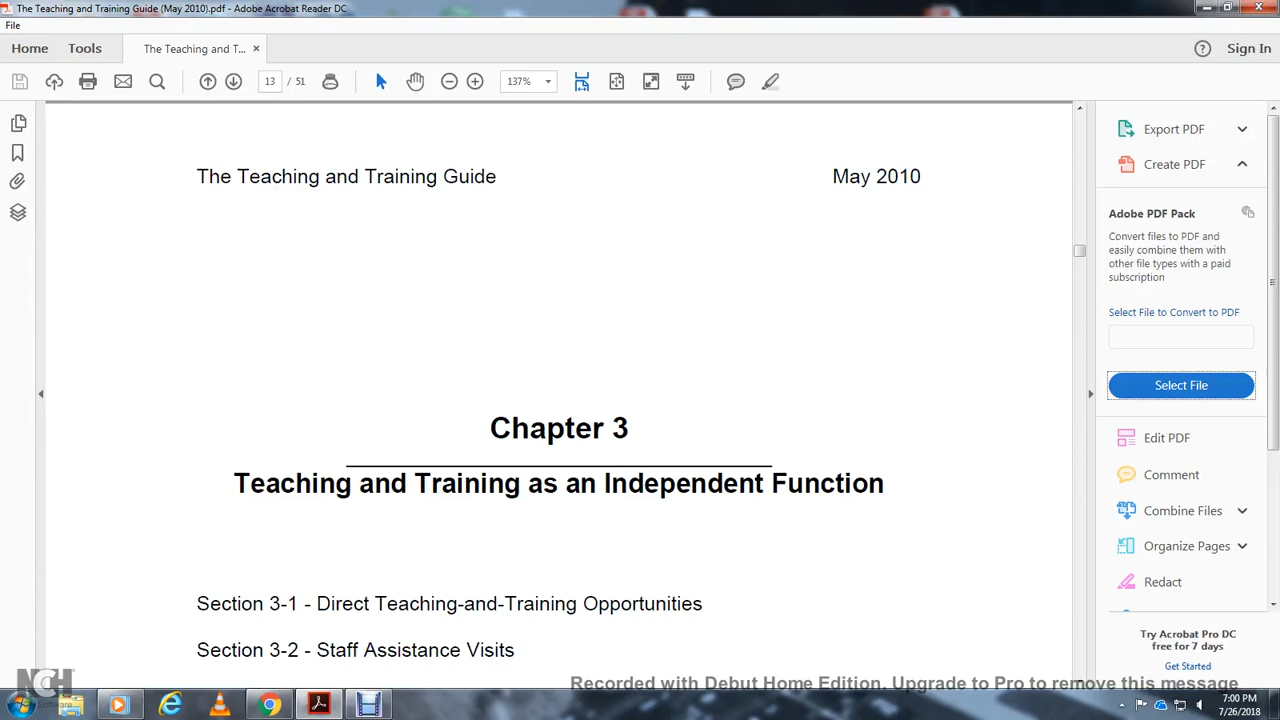 The Teaching and Training Guide (May 2010).pdf - Adobe Acrobat Reader DC
File
Home Tools The Teaching and T... × Sign In
13 / 51 137%
Export PDF
Create PDF
The Teaching and Training Guide May 2010
Adobe PDF Pack
Convert files to PDF and
easily combine them with
other file types with a paid
subscription
Select File to Convert to PDF
Select File
Chapter 3
Teaching and Training as an Independent Function
Edit PDF
Comment
Combine Files
Organize Pages
Redact
Section 3-1 - Direct Teaching-and-Training Opportunities
Section 3-2 - Staff Assistance Visits
Try Acrobat Pro DC
free for 7 days
Get Started
NCH
Software
Recorded with Debut Home Edition. Upgrade to Pro to remove this message
7:00 PM
7/26/2018